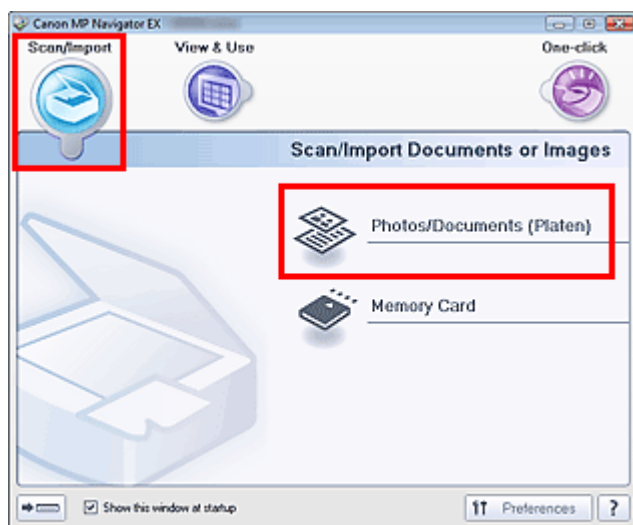 Canon MP Navigator EX
Scan/Import
View & Use
One-click
Scan/Import Documents or Images
Photos/Documents (Platen)
Memory Card
Show this window at startup
Preferences
?